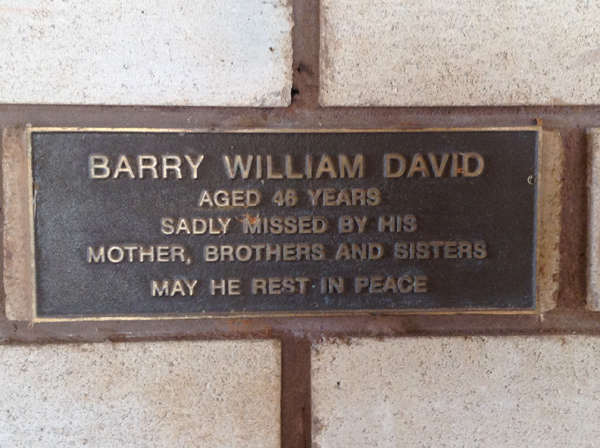 BARRY WILLIAM DAVID
AGED 46 YEARS
SADLY MISSED BY HIS
MOTHER, BROTHERS AND SISTERS
MAY HE REST IN PEACE